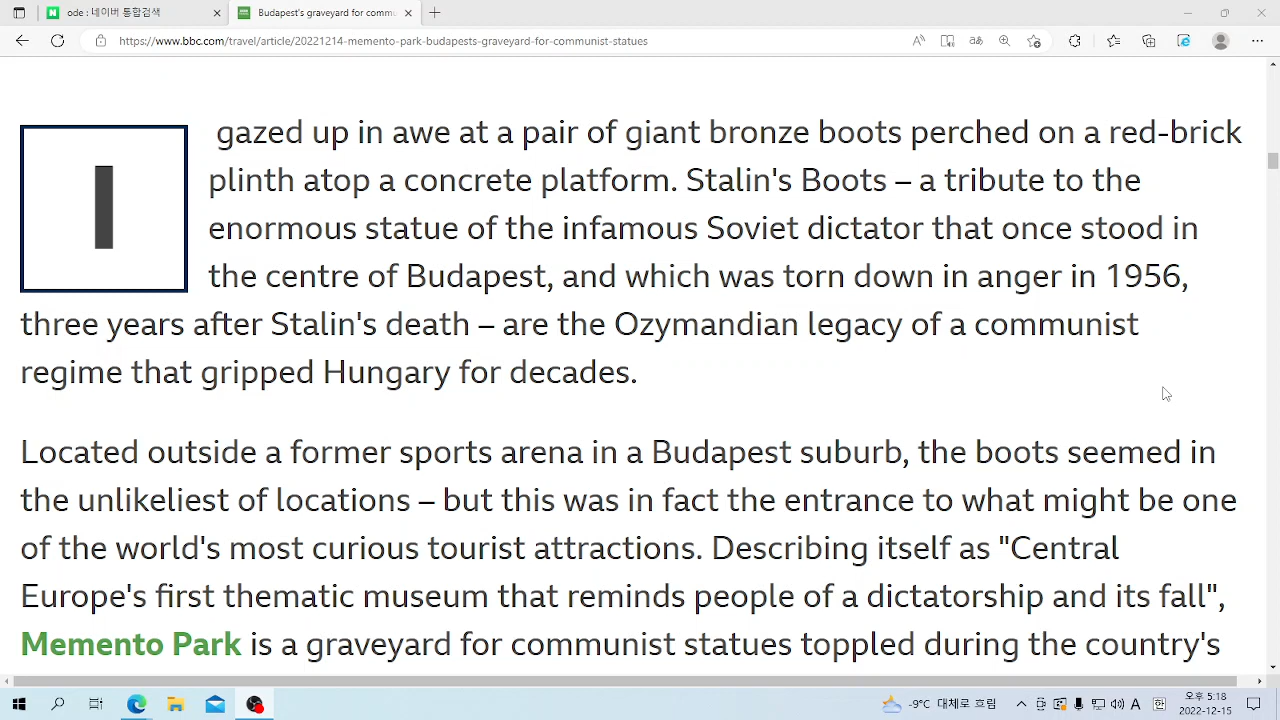 ode : 네이버 통합검색
Budapest's graveyard for commu
https://www.bbc.com/travel/article/20221214-memento-park-budapests-graveyard-for-communist-statues
I gazed up in awe at a pair of giant bronze boots perched on a red-brick
plinth atop a concrete platform. Stalin's Boots – a tribute to the
enormous statue of the infamous Soviet dictator that once stood in
the centre of Budapest, and which was torn down in anger in 1956,
three years after Stalin's death – are the Ozymandian legacy of a communist
regime that gripped Hungary for decades.
Located outside a former sports arena in a Budapest suburb, the boots seemed in
the unlikeliest of locations – but this was in fact the entrance to what might be one
of the world's most curious tourist attractions. Describing itself as "Central
Europe's first thematic museum that reminds people of a dictatorship and its fall",
Memento Park is a graveyard for communist statues toppled during the country's
-9°C 대체로 흐림
A
오후 5:18
2022-12-15